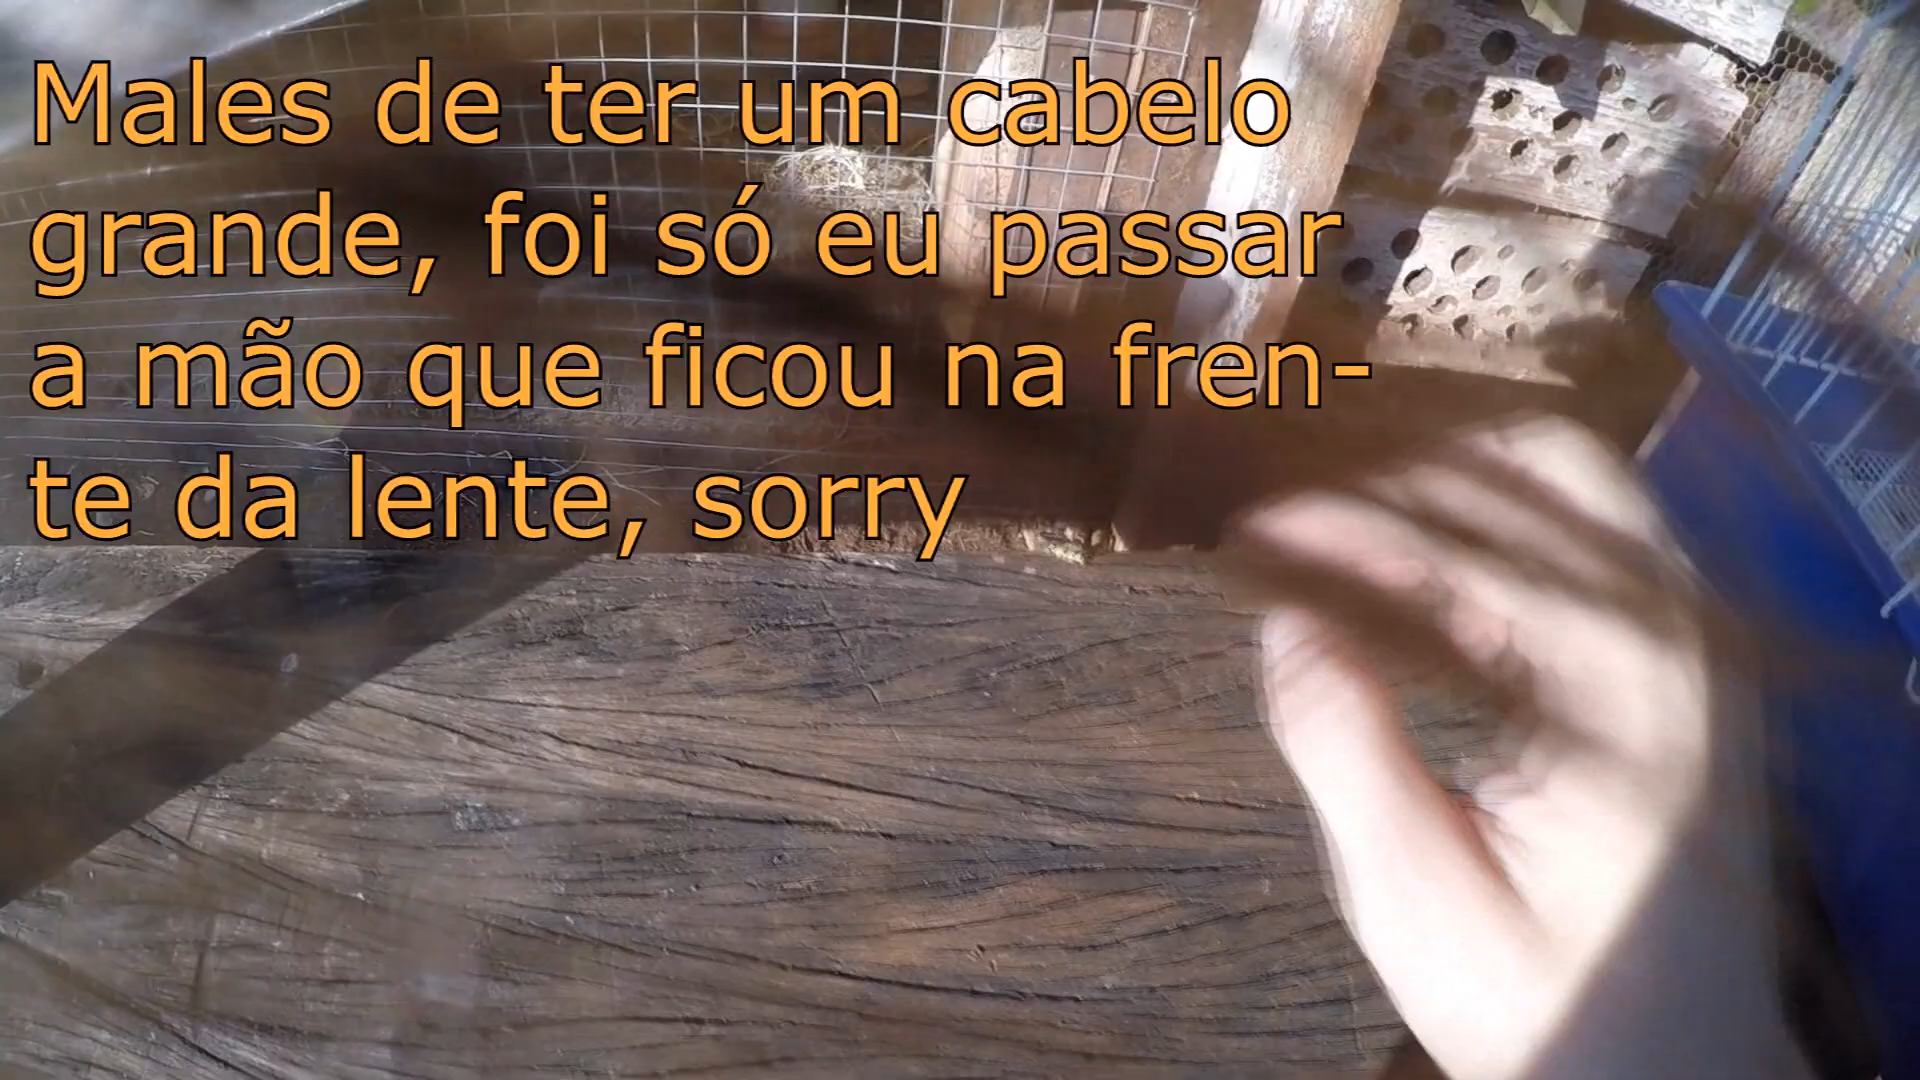 Males de ter um cabelo
grande, foi só eu passar
a mão que ficou na fren-
te da lente, sorry